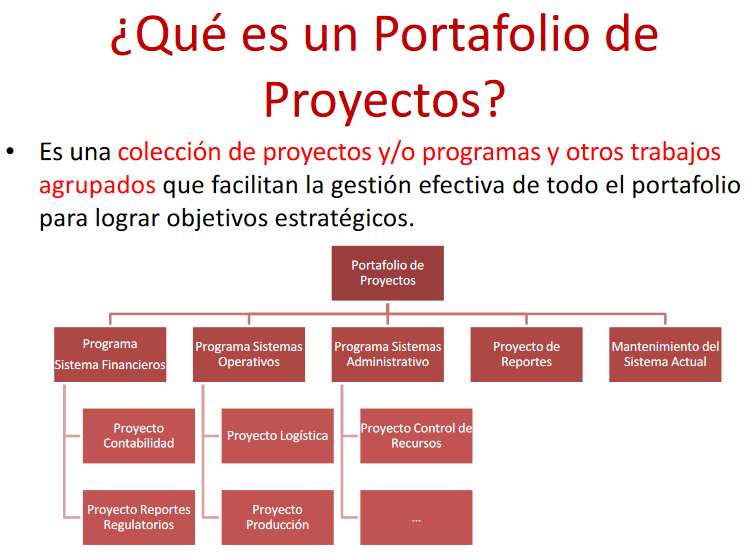 ¿Qué es un Portafolio de
Proyectos?
• Es una colección de proyectos y/o programas y otros trabajos
agrupados que facilitan la gestión efectiva de todo el portafolio
para lograr objetivos estratégicos.
Portafolio de
Proyectos
Programa
Sistema Financieros
Programa Sistemas
Operativos
Programa Sistemas
Administrativo
Proyecto de
Reportes
Mantenimiento del
Sistema Actual
Proyecto
Contabilidad
Proyecto Logística
Proyecto Control de
Recursos
Proyecto Reportes
Regulatorios
Proyecto
Producción
...